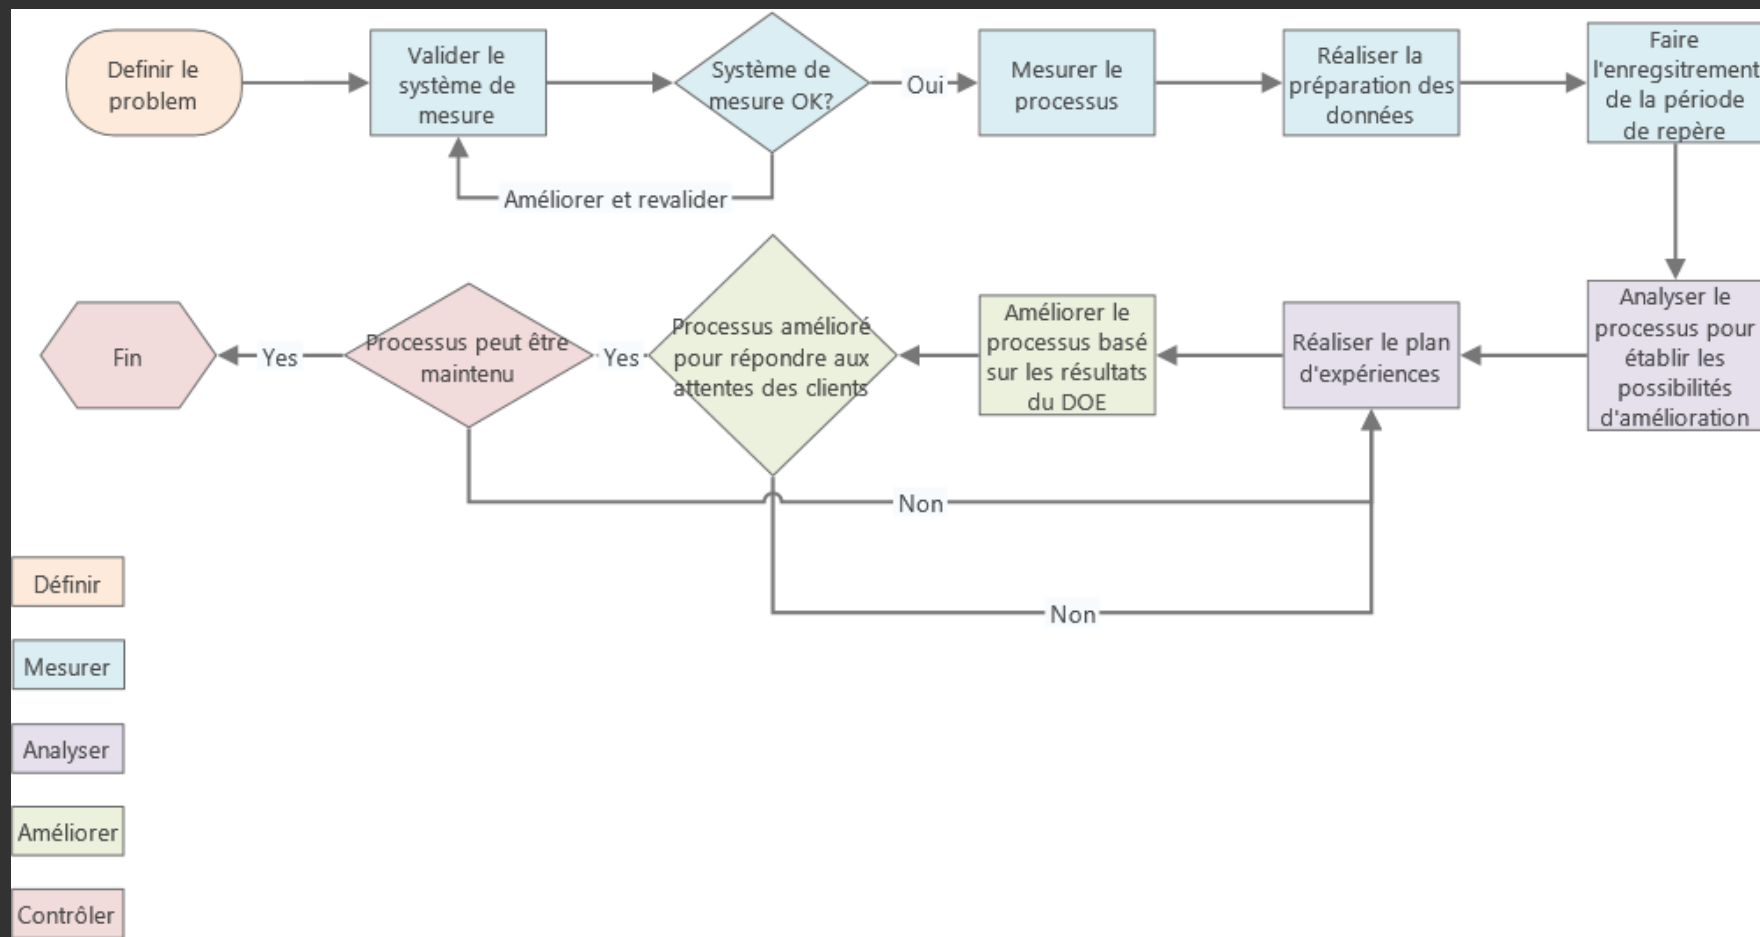 Definir le
problem
Valider le
système de
mesure
Système de
mesure OK?
Oui
Mesurer le
processus
Réaliser la
préparation des
données
Faire
l'enregsitrement
de la période
de repère
Améliorer et revalider
Fin
Yes
Processus peut être
maintenu
Yes
Processus amélioré
pour répondre aux
attentes des clients
Améliorer le
processus basé
sur les résultats
du DOE
Réaliser le plan
d'expériences
Analyser le
processus pour
établir les
possibilités
d'amélioration
Non
Non
Définir
Mesurer
Analyser
Améliorer
Contrôler